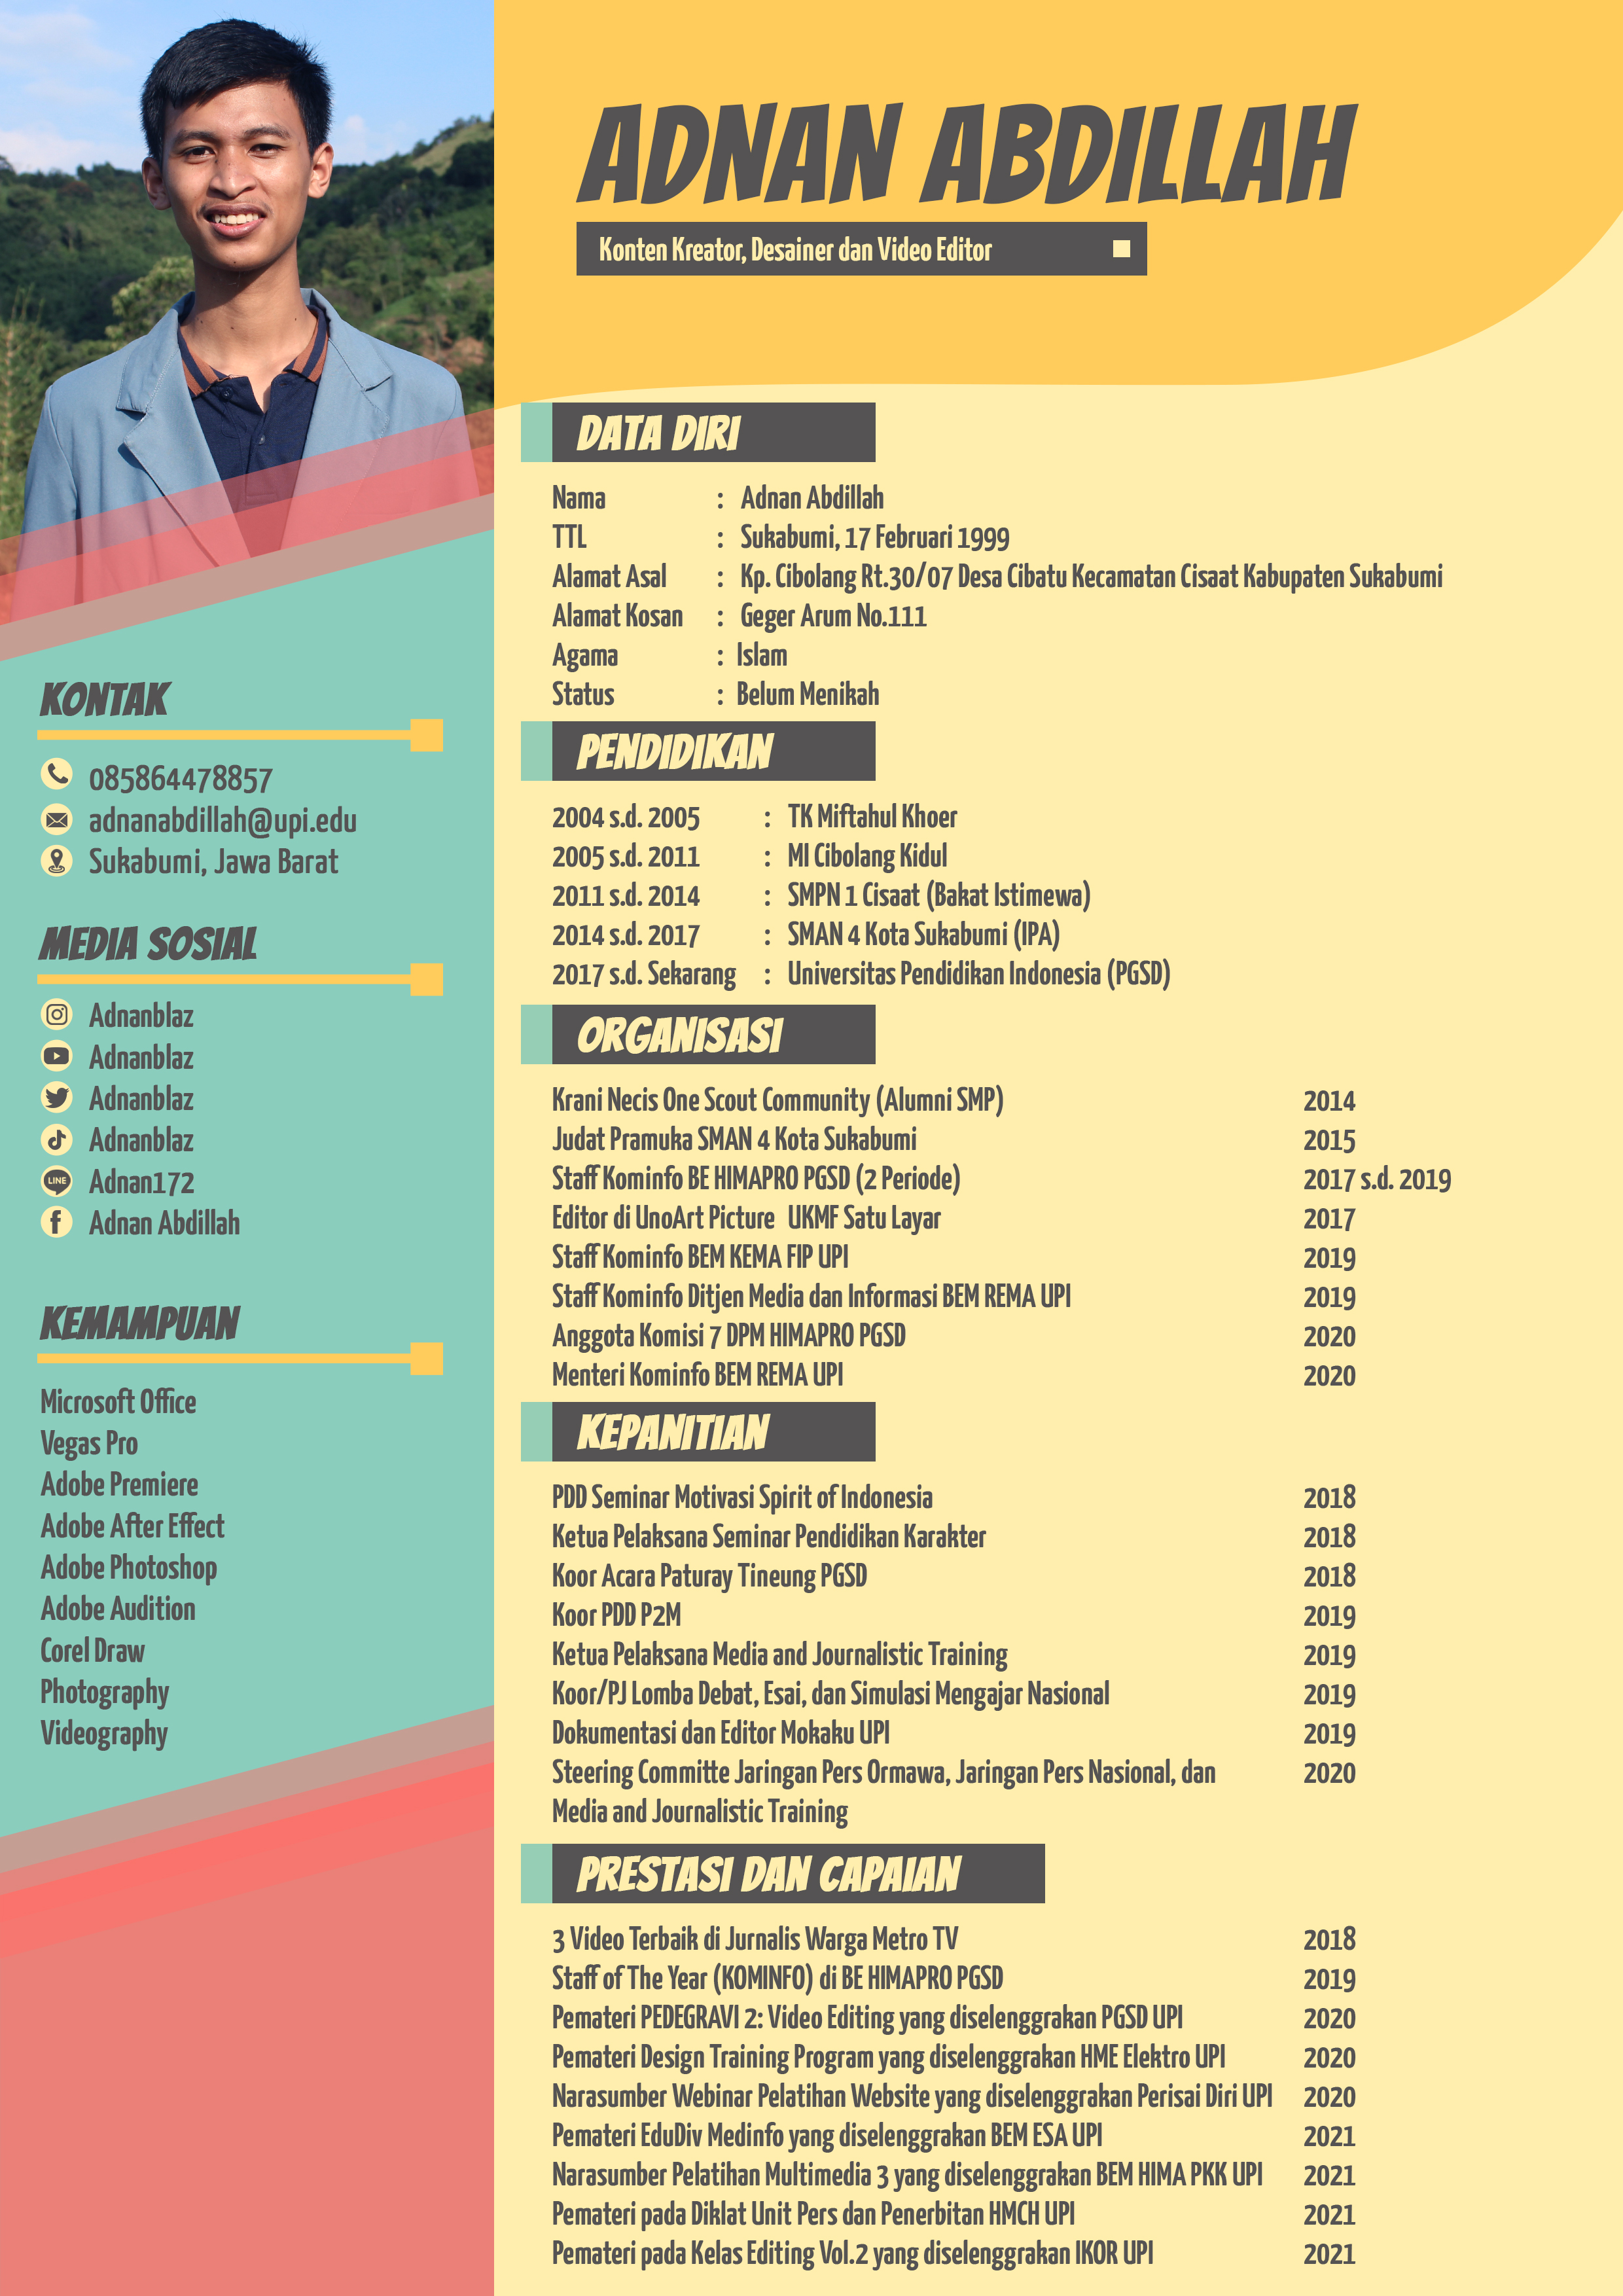 ADNAN ABDILLAH
Konten Kreator, Desainer dan Video Editor
KONTAK
085864478857
adnanabdillah@upi.edu
Sukabumi, Jawa Barat
MEDIA SOSIAL
Adnanblaz
Adnanblaz
Adnanblaz
Adnanblaz
LINE Adnan172
Adnan Abdillah
KEMAMPUAN
Microsoft Office
Vegas Pro
Adobe Premiere
Adobe After Effect
Adobe Photoshop
Adobe Audition
Corel Draw
Photography
Videography
DATA DIRI
Nama : Adnan Abdillah
TTL : Sukabumi, 17 Februari 1999
Alamat Asal : Kp. Cibolang Rt.30/07 Desa Cibatu Kecamatan Cisaat Kabupaten Sukabumi
Alamat Kosan : Geger Arum No.111
Agama : Islam
Status : Belum Menikah
PENDIDIKAN
2004 s.d. 2005 : TK Miftahul Khoer
2005 s.d. 2011 : MI Cibolang Kidul
2011 s.d. 2014 : SMPN 1 Cisaat (Bakat Istimewa)
2014 s.d. 2017 : SMAN 4 Kota Sukabumi (IPA)
2017 s.d. Sekarang : Universitas Pendidikan Indonesia (PGSD)
ORGANISASI
Krani Necis One Scout Community (Alumni SMP) 2014
Judat Pramuka SMAN 4 Kota Sukabumi 2015
Staff Kominfo BE HIMAPRO PGSD (2 Periode) 2017 s.d. 2019
Editor di UnoArt Picture UKMF Satu Layar 2017
Staff Kominfo BEM KEMA FIP UPI 2019
Staff Kominfo Ditjen Media dan Informasi BEM REMA UPI 2019
Anggota Komisi 7 DPM HIMAPRO PGSD 2020
Menteri Kominfo BEM REMA UPI 2020
KEPANITIAN
PDD Seminar Motivasi Spirit of Indonesia 2018
Ketua Pelaksana Seminar Pendidikan Karakter 2018
Koor Acara Paturay Tineung PGSD 2018
Koor PDD P2M 2019
Ketua Pelaksana Media and Journalistic Training 2019
Koor/PJ Lomba Debat, Esai, dan Simulasi Mengajar Nasional 2019
Dokumentasi dan Editor Mokaku UPI 2019
Steering Committe Jaringan Pers Ormawa, Jaringan Pers Nasional, dan 2020
Media and Journalistic Training
PRESTASI DAN CAPAIAN
3 Video Terbaik di Jurnalis Warga Metro TV 2018
Staff of The Year (KOMINFO) di BE HIMAPRO PGSD 2019
Pemateri PEDEGRAVI 2: Video Editing yang diselenggrakan PGSD UPI 2020
Pemateri Design Training Program yang diselenggrakan HME Elektro UPI 2020
Narasumber Webinar Pelatihan Website yang diselenggrakan Perisai Diri UPI 2020
Pemateri EduDiv Medinfo yang diselenggrakan BEM ESA UPI 2021
Narasumber Pelatihan Multimedia 3 yang diselenggrakan BEM HIMA PKK UPI 2021
Pemateri pada Diklat Unit Pers dan Penerbitan HMCH UPI 2021
Pemateri pada Kelas Editing Vol.2 yang diselenggrakan IKOR UPI 2021